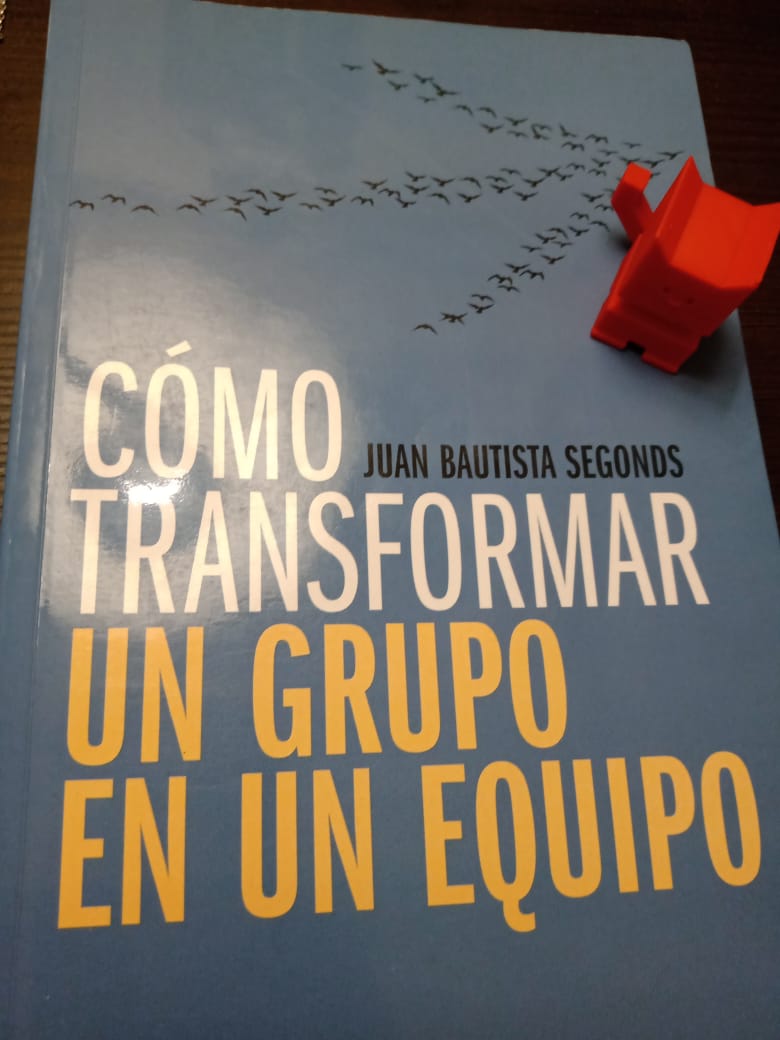 CÓMO
JUAN BAUTISTA SEGONDS
TRANSFORMAR
UN GRUPO
EN UN EQUIPO